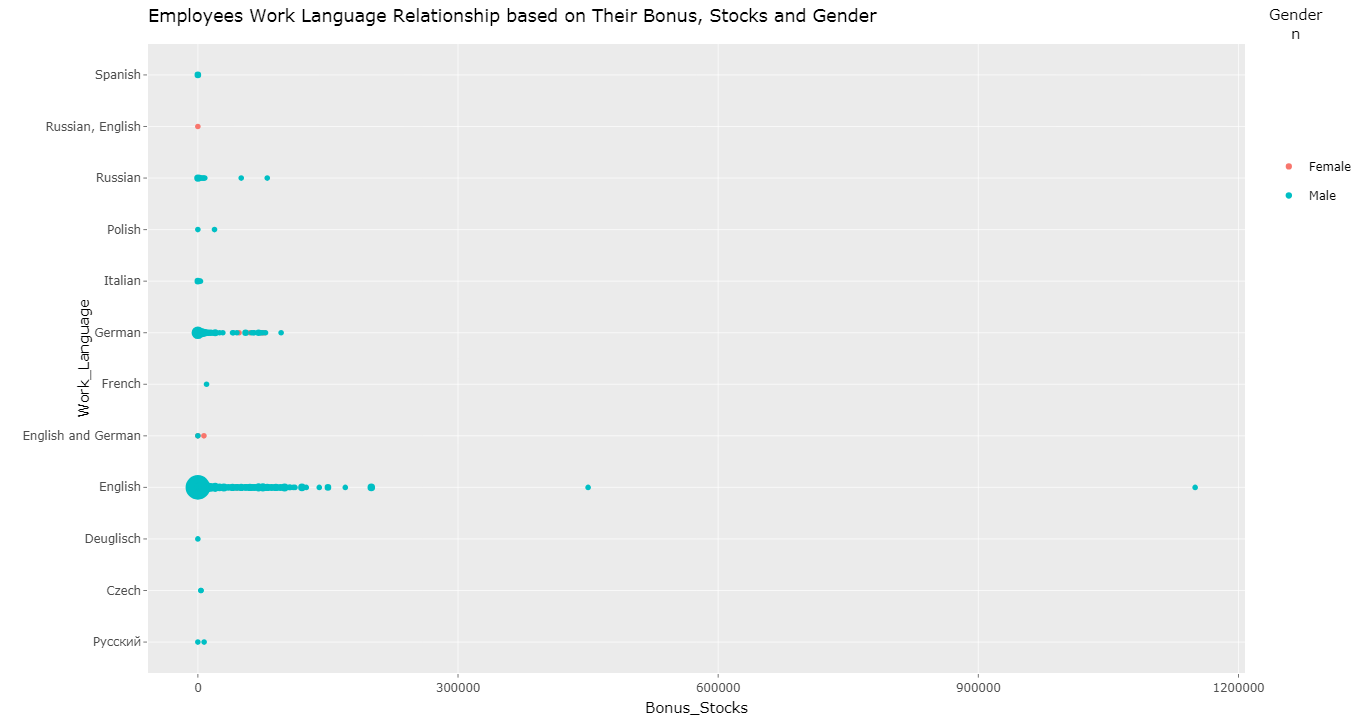 Employees Work Language Relationship based on Their Bonus, Stocks and Gender
Gender
n
Female
Male
Work_Language
Spanish
Russian, English
Russian
Polish
Italian
German
French
English and German
English
Deuglisch
Czech
Русский
0
300000
600000
900000
1200000
Bonus_Stocks